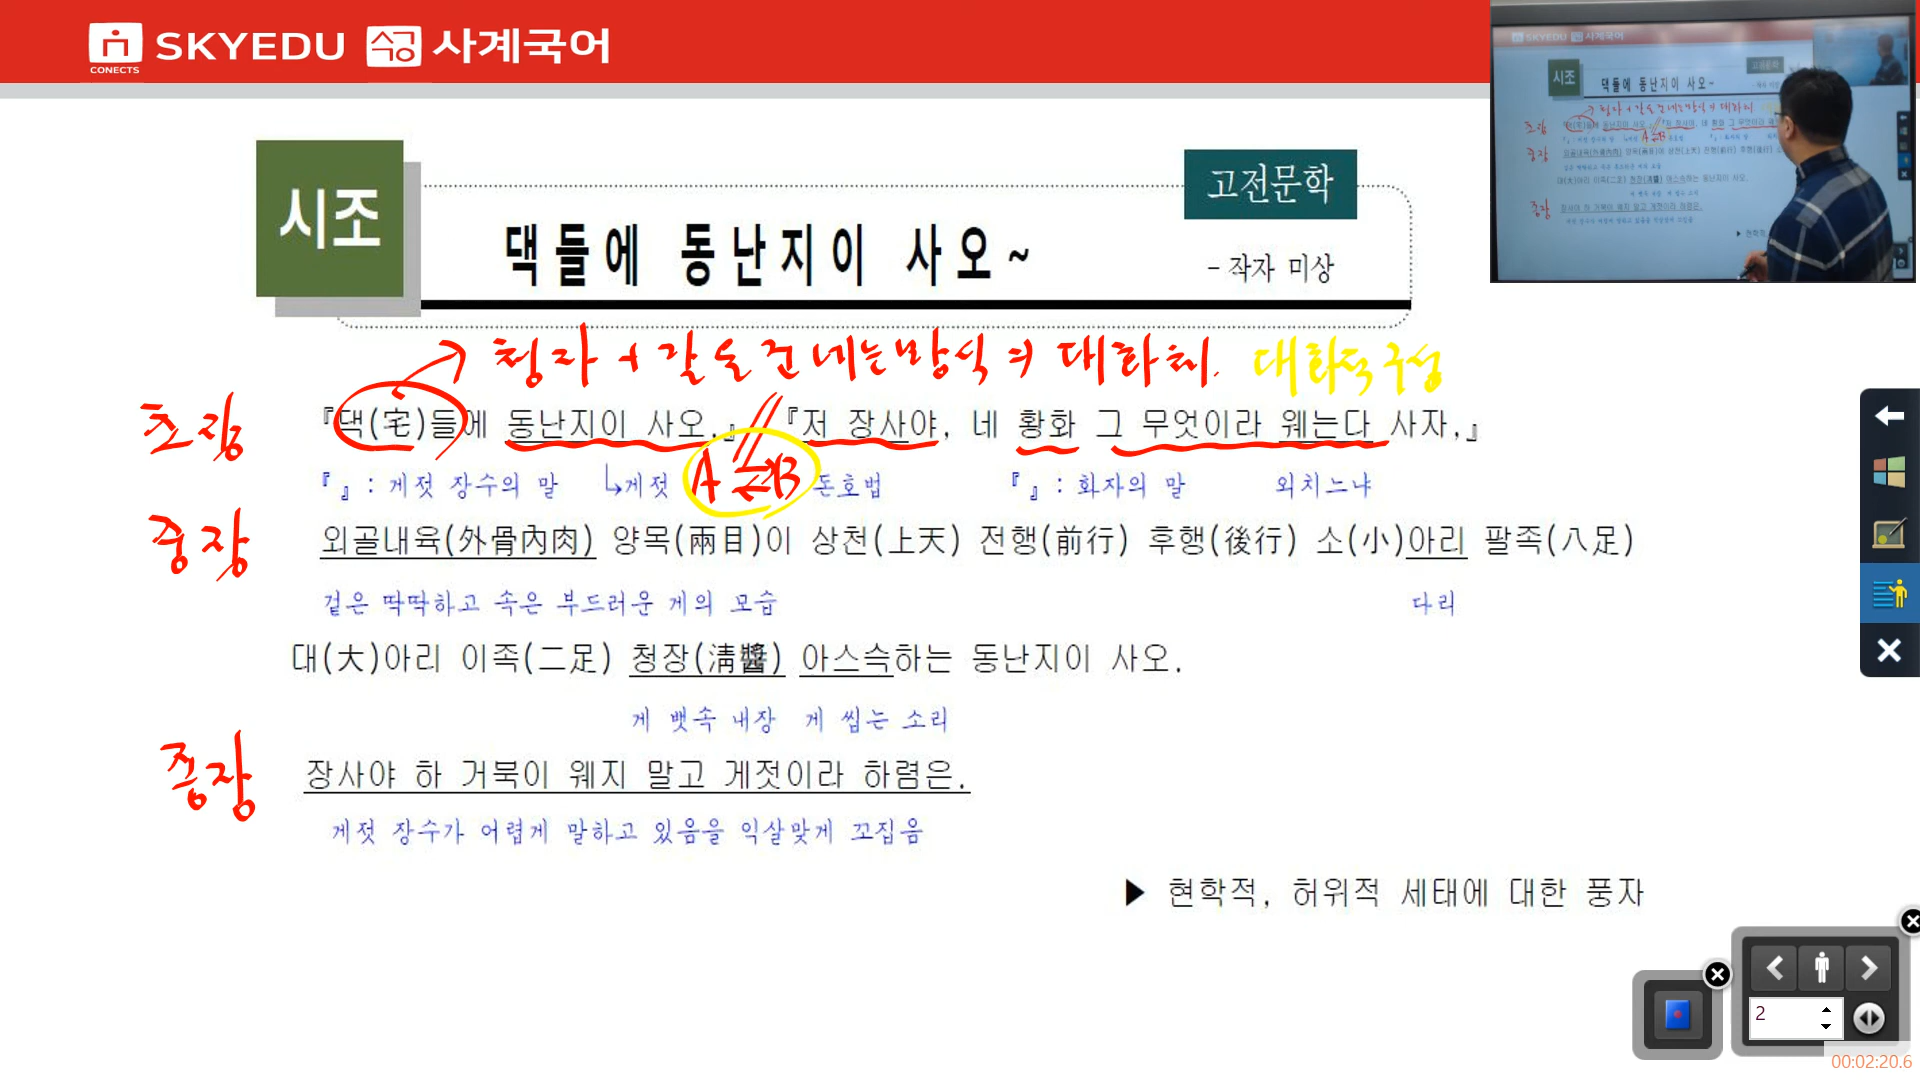 CONECTS SKYEDU 사계국어
시조
고전문학
댁들에 동난지이 사오~
- 작자 미상
청자 + 말을 건네는 방식의 대화체. 대화적 구성
초장
『댁(宅)들에 동난지이 사오.』『저 장사야, 네 황화 그 무엇이라 웨는다 사자,』
『 』: 게젓 장수의 말 ↳게젓 A⇄B 돈호법 『 』: 화자의 말 외치느냐
중장
외골내육(外骨內肉) 양목(兩目)이 상천(上天) 전행(前行) 후행(後行) 소(小)아리 팔족(八足)
겉은 딱딱하고 속은 부드러운 게의 모습 다리
대(大)아리 이족(二足) 청장(淸醬) 아스슥하는 동난지이 사오.
게 뱃속 내장 게 씹는 소리
종장
장사야 하 거북이 웨지 말고 게젓이라 하렴은.
게젓 장수가 어렵게 말하고 있음을 익살맞게 꼬집음
▶ 현학적, 허위적 세태에 대한 풍자
2
00:02:20.6